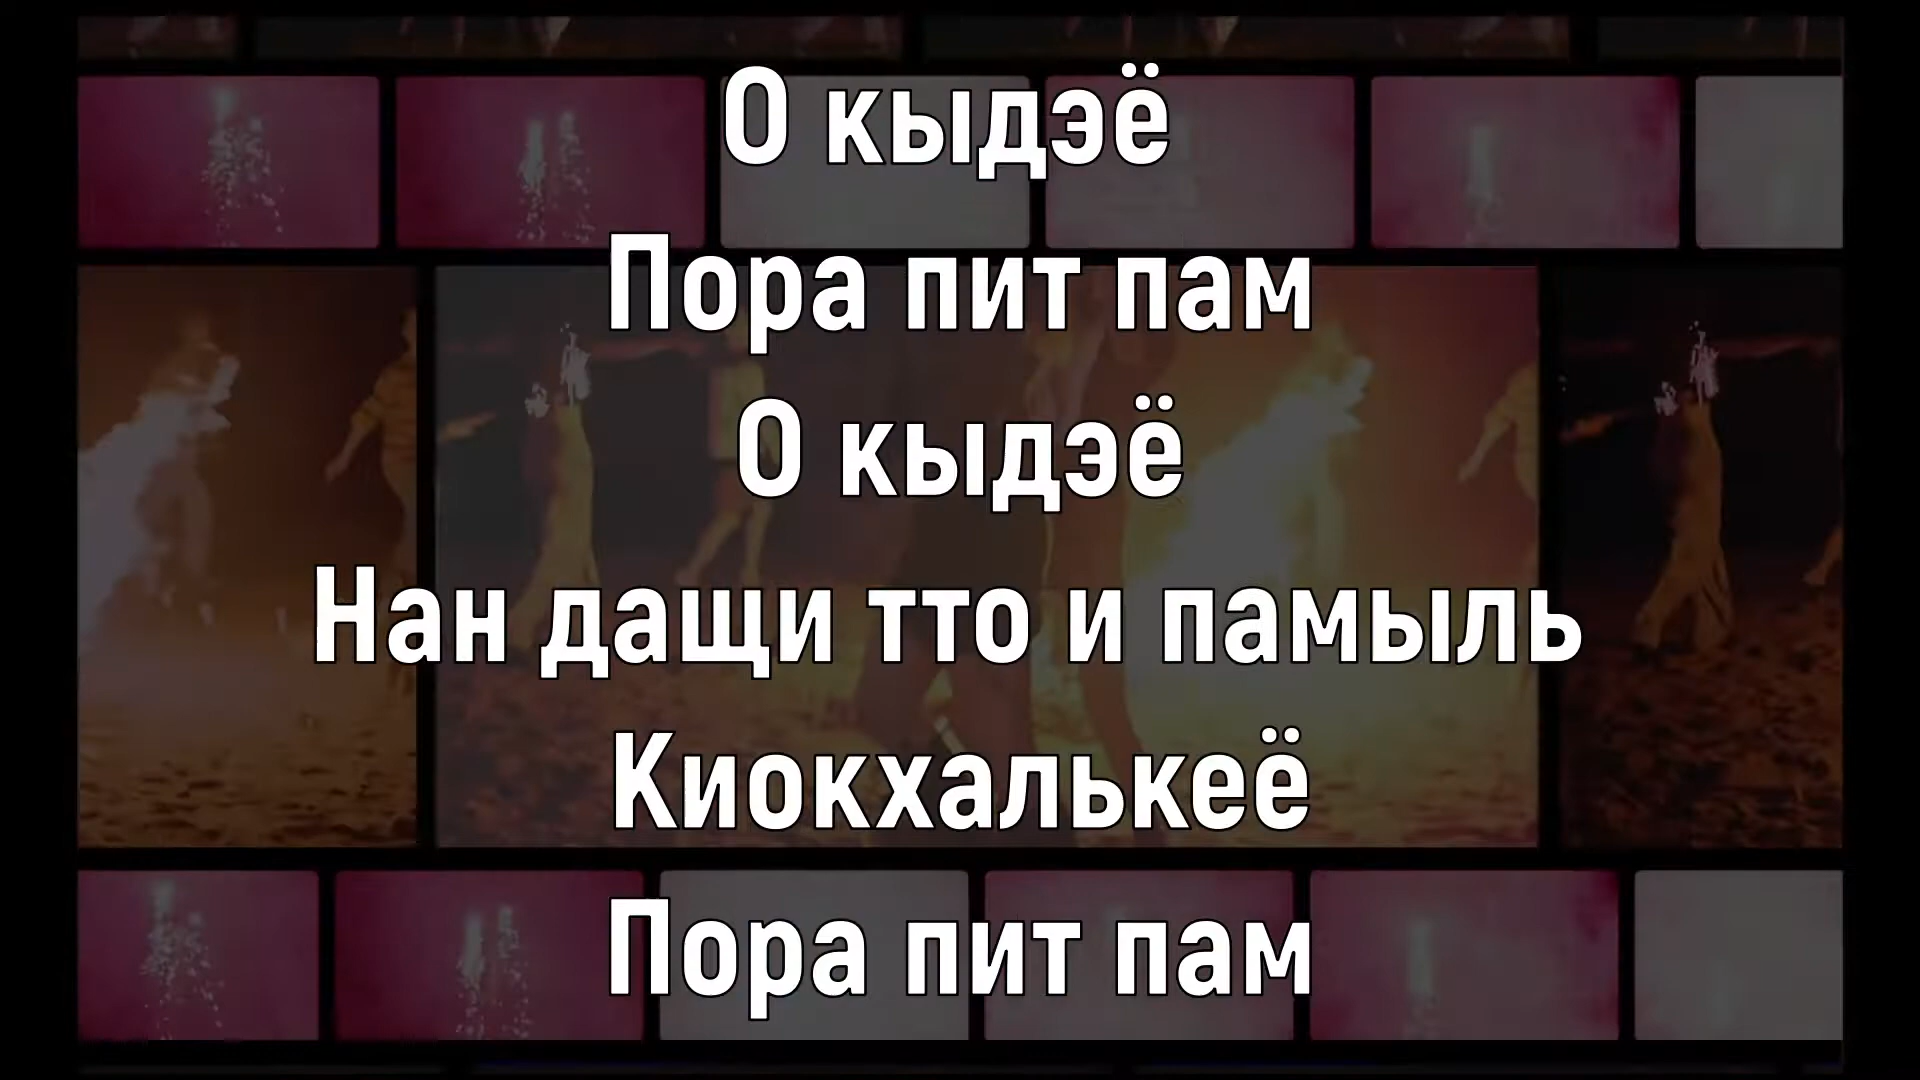 О кыдэё
Пора пит пам
О кыдэё
Нан дащи тто и памыль
Киокхалькеё
Пора пит пам